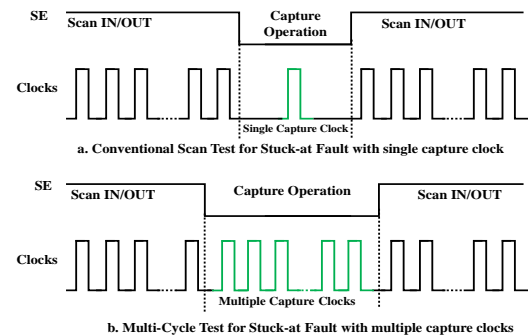 SE
Scan IN/OUT
Capture
Operation
Scan IN/OUT
Clocks
Single Capture Clock
a. Conventional Scan Test for Stuck-at Fault with single capture clock
SE
Scan IN/OUT
Capture Operation
Scan IN/OUT
Clocks
Multiple Capture Clocks
b. Multi-Cycle Test for Stuck-at Fault with multiple capture clocks